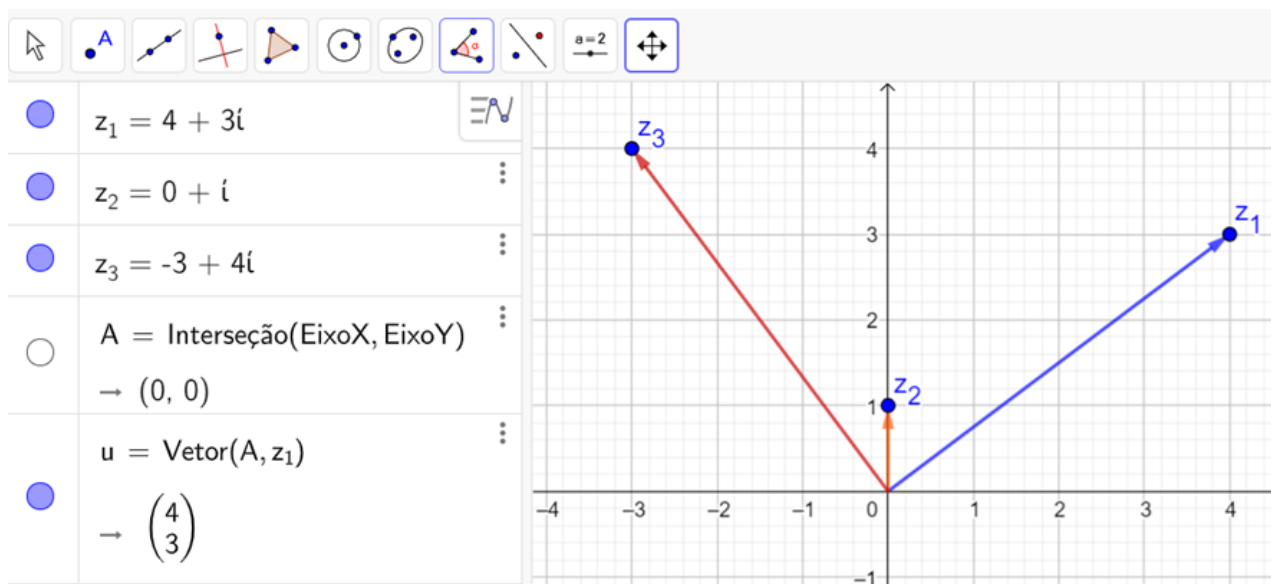 A
α
a=2
z₁ = 4 + 3ί
z₂ = 0 + ί
z₃ = -3 + 4ί
A = Interseção(EixoX, EixoY)
→ (0, 0)
u = Vetor(A, z₁)
→ (4
3)
z₃
4
z₁
3
2
z₂
1
–4 –3 –2 –1 0 1 2 3 4
–1